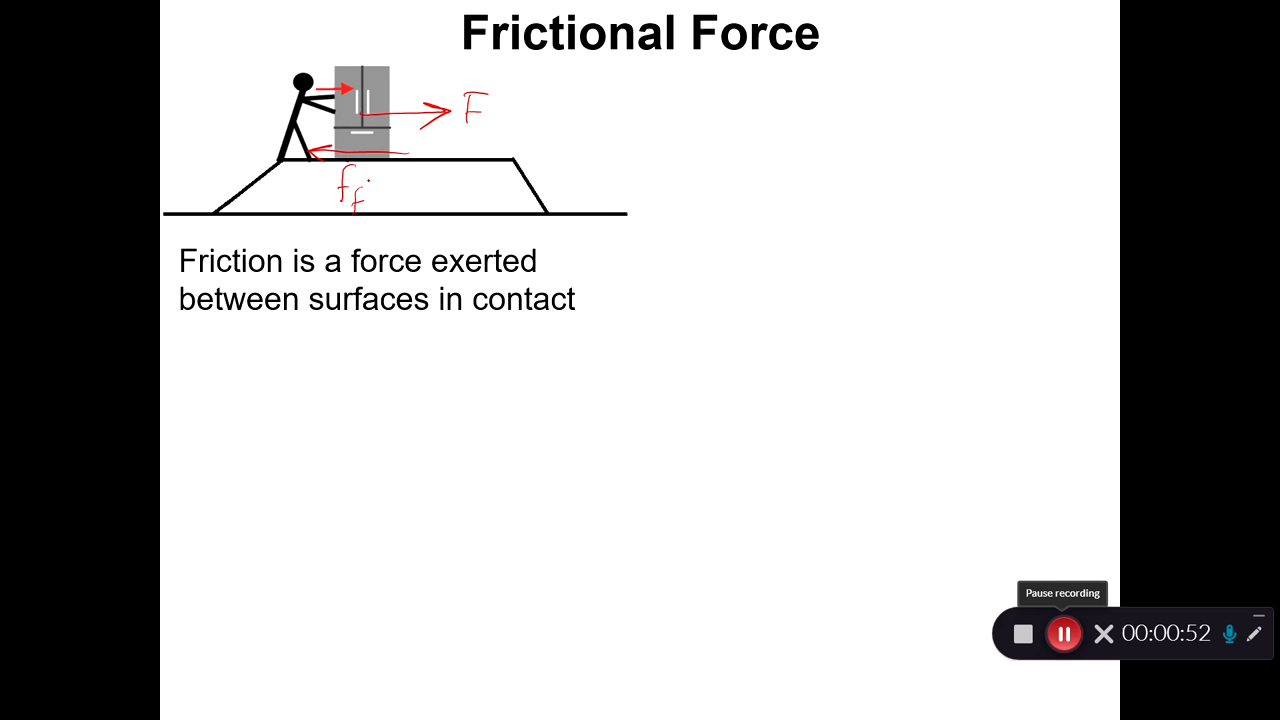 Frictional Force
F
f f
Friction is a force exerted
between surfaces in contact
Pause recording
00:00:52